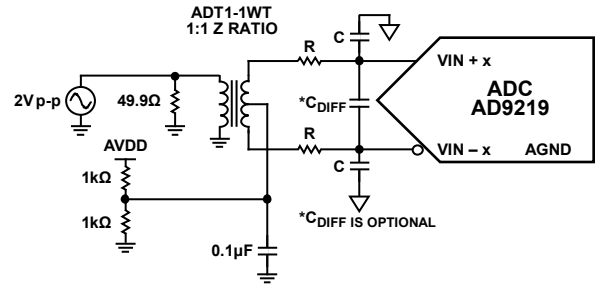 ADT1-1WT
1:1 Z RATIO
C
R
VIN + x
ADC
AD9219
2V p-p
49.9Ω
*CDIFF
AVDD
R
C
VIN – x
AGND
1kΩ
*CDIFF IS OPTIONAL
1kΩ
0.1µF